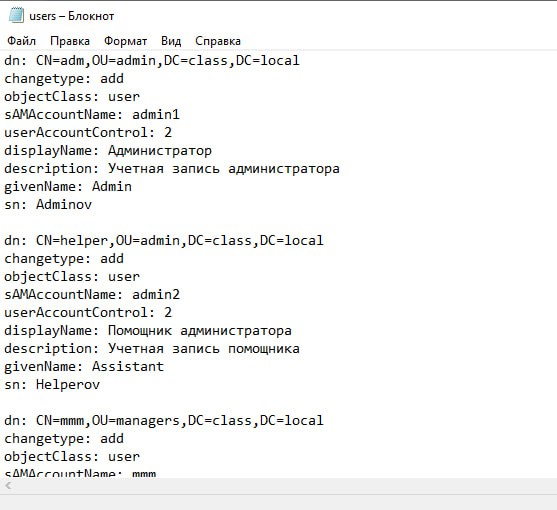 users – Блокнот
Файл Правка Формат Вид Справка
dn: CN=adm,OU=admin,DC=class,DC=local
changetype: add
objectClass: user
sAMAccountName: admin1
userAccountControl: 2
displayName: Администратор
description: Учетная запись администратора
givenName: Admin
sn: Adminov

dn: CN=helper,OU=admin,DC=class,DC=local
changetype: add
objectClass: user
sAMAccountName: admin2
userAccountControl: 2
displayName: Помощник администратора
description: Учетная запись помощника
givenName: Assistant
sn: Helperov

dn: CN=mmm,OU=managers,DC=class,DC=local
changetype: add
objectClass: user
sAMAccountName: mmm